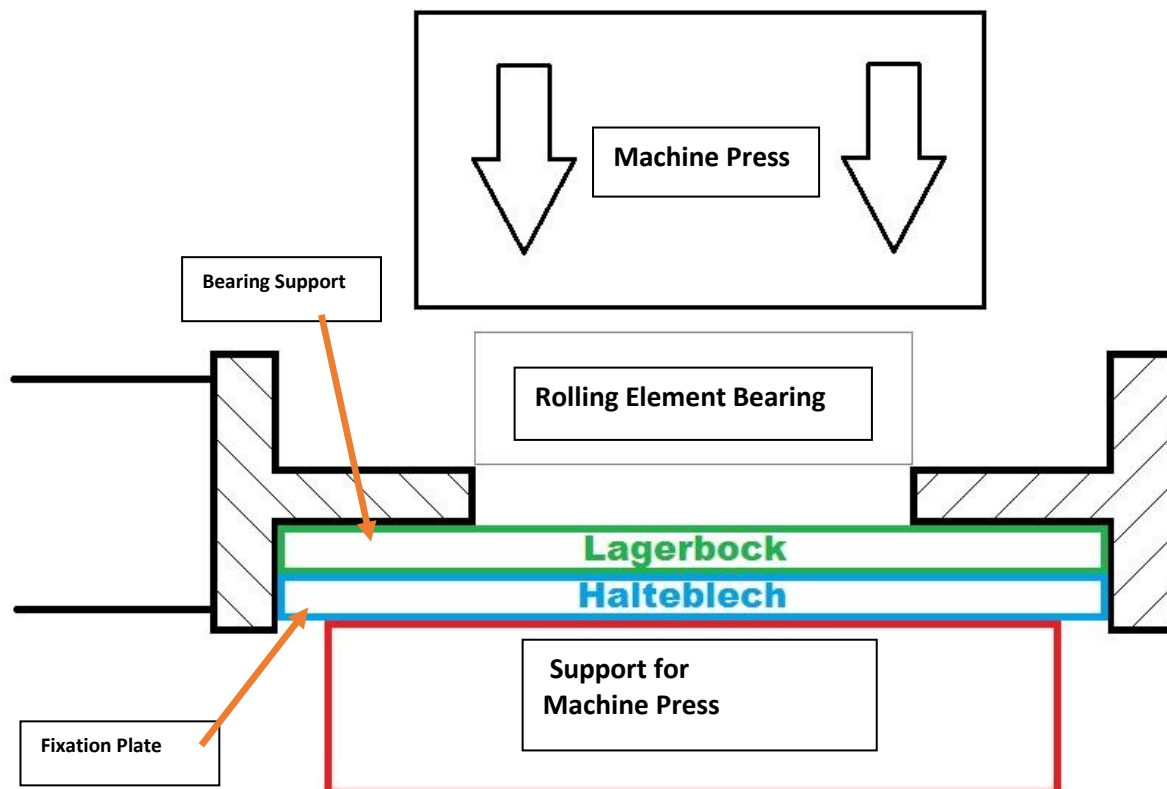 Machine Press
Bearing Support
Rolling Element Bearing
Lagerbock
Halteblech
Support for
Machine Press
Fixation Plate